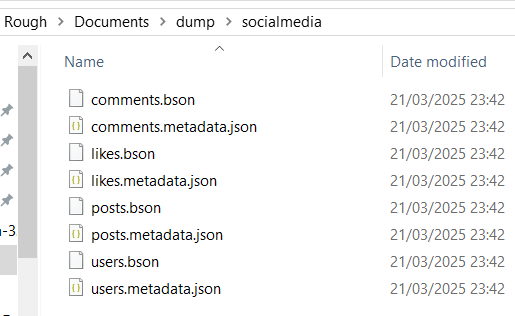 Rough > Documents > dump > socialmedia
Name Date modified
comments.bson 21/03/2025 23:42
comments.metadata.json 21/03/2025 23:42
likes.bson 21/03/2025 23:42
likes.metadata.json 21/03/2025 23:42
posts.bson 21/03/2025 23:42
posts.metadata.json 21/03/2025 23:42
users.bson 21/03/2025 23:42
users.metadata.json 21/03/2025 23:42